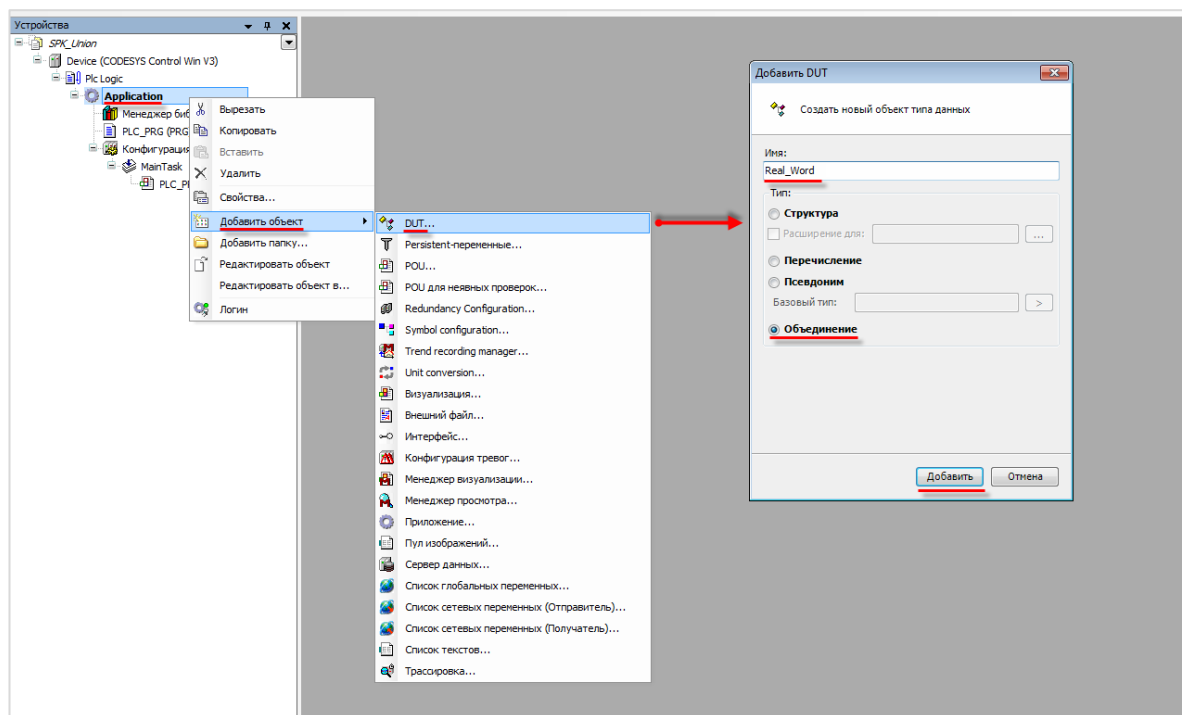 Устройства
SPK_Union
Device (CODESYS Control Win V3)
Plc Logic
Application
Менеджер биб
PLC_PRG (PRG
Конфигурация
MainTask
PLC_P
Вырезать
Копировать
Вставить
Удалить
Свойства...
Добавить объект
Добавить папку...
Редактировать объект
Редактировать объект в...
Логин
DUT...
Persistent-переменные...
POU...
POU для неявных проверок...
Redundancy Configuration...
Symbol configuration...
Trend recording manager...
Unit conversion...
Визуализация...
Внешний файл...
Интерфейс...
Конфигурация тревог...
Менеджер визуализации...
Менеджер просмотра...
Приложение...
Пул изображений...
Сервер данных...
Список глобальных переменных...
Список сетевых переменных (Отправитель)...
Список сетевых переменных (Получатель)...
Список текстов...
Трассировка...
Добавить DUT
Создать новый объект типа данных
Имя:
Real_Word
Тип:
Структура
Расширение для:
...
Перечисление
Псевдоним
Базовый тип:
>
Объединение
Добавить
Отмена